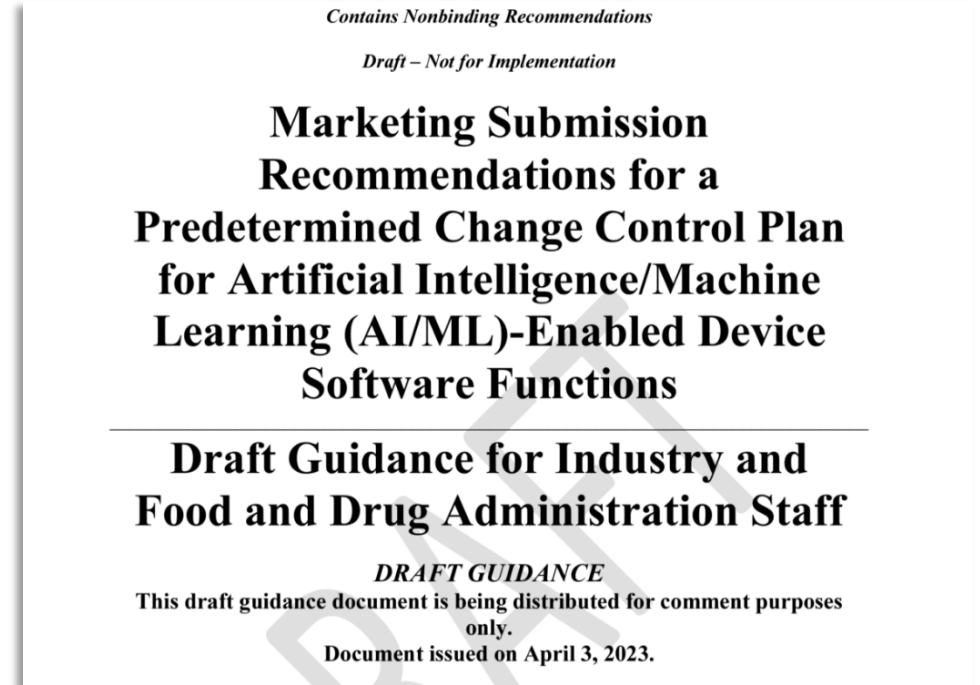 Contains Nonbinding Recommendations
Draft – Not for Implementation
Marketing Submission
Recommendations for a
Predetermined Change Control Plan
for Artificial Intelligence/Machine
Learning (AI/ML)-Enabled Device
Software Functions
Draft Guidance for Industry and
Food and Drug Administration Staff
DRAFT GUIDANCE
This draft guidance document is being distributed for comment purposes
only.
Document issued on April 3, 2023.
DRAFT